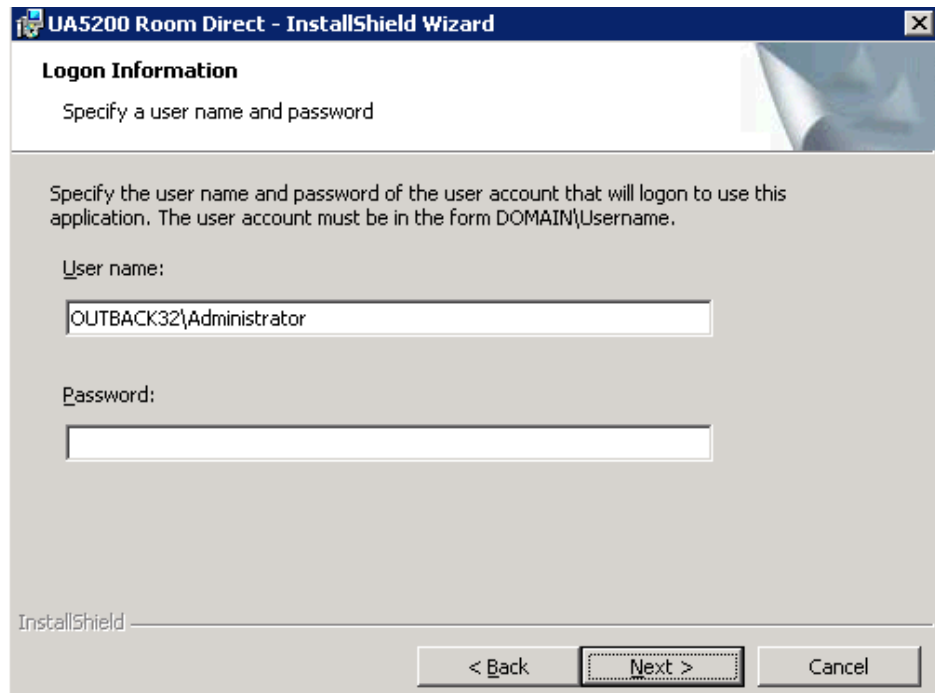 UA5200 Room Direct - InstallShield Wizard
Logon Information
Specify a user name and password
Specify the user name and password of the user account that will logon to use this
application. The user account must be in the form DOMAIN\Username.
User name:
OUTBACK32\Administrator
Password:
InstallShield
< Back Next > Cancel